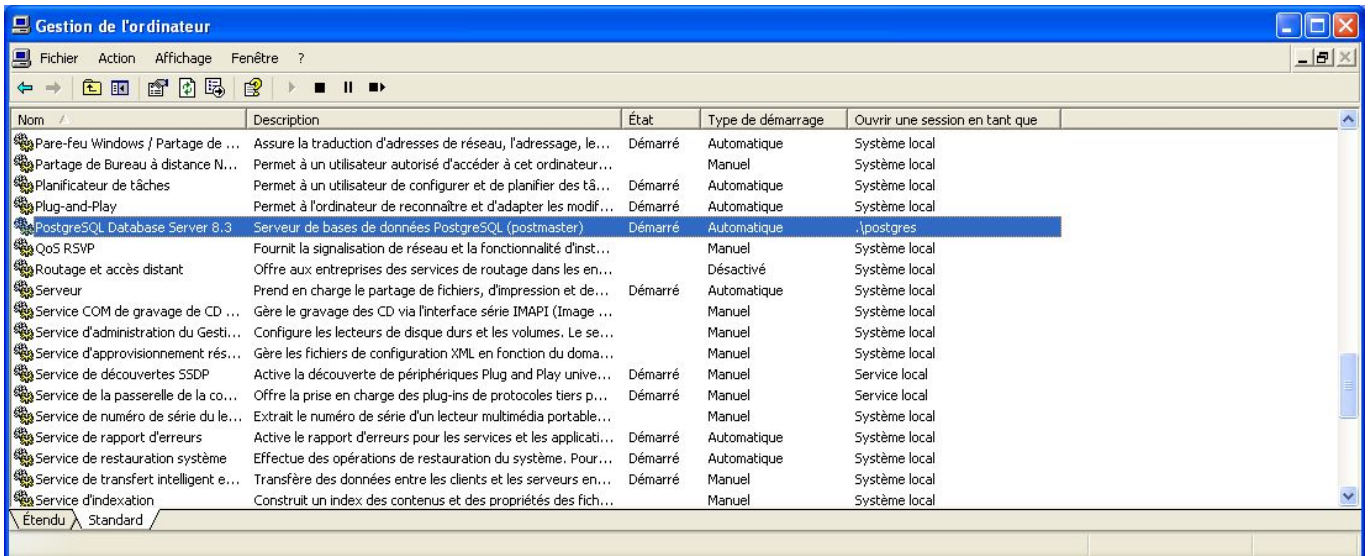 Gestion de l'ordinateur
Fichier Action Affichage Fenêtre ?
Nom Description État Type de démarrage Ouvrir une session en tant que
Pare-feu Windows / Partage de ... Assure la traduction d'adresses de réseau, l'adressage, le... Démarré Automatique Système local
Partage de Bureau à distance N... Permet à un utilisateur autorisé d'accéder à cet ordinateur... Manuel Système local
Planificateur de tâches Permet à un utilisateur de configurer et de planifier des tâ... Démarré Automatique Système local
Plug-and-Play Permet à l'ordinateur de reconnaître et d'adapter les modif... Démarré Automatique Système local
PostgreSQL Database Server 8.3 Serveur de bases de données PostgreSQL (postmaster) Démarré Automatique .\postgres
QoS RSVP Fournit la signalisation de réseau et la fonctionnalité d'inst... Manuel Système local
Routage et accès distant Offre aux entreprises des services de routage dans les en... Désactivé Système local
Serveur Prend en charge le partage de fichiers, d'impression et de... Démarré Automatique Système local
Service COM de gravage de CD ... Gère le gravage des CD via l'interface série IMAPI (Image ... Manuel Système local
Service d'administration du Gesti... Configure les lecteurs de disque durs et les volumes. Le se... Manuel Système local
Service d'approvisionnement rés... Gère les fichiers de configuration XML en fonction du doma... Manuel Système local
Service de découvertes SSDP Active la découverte de périphériques Plug and Play unive... Démarré Manuel Service local
Service de la passerelle de la co... Offre la prise en charge des plug-ins de protocoles tiers p... Démarré Manuel Service local
Service de numéro de série du le... Extrait le numéro de série d'un lecteur multimédia portable... Manuel Système local
Service de rapport d'erreurs Active le rapport d'erreurs pour les services et les applicati... Démarré Automatique Système local
Service de restauration système Effectue des opérations de restauration du système. Pour... Démarré Automatique Système local
Service de transfert intelligent e... Transfère des données entre les clients et les serveurs en... Démarré Manuel Système local
Service d'indexation Construit un index des contenus et des propriétés des fich... Manuel Système local
Étendu Standard